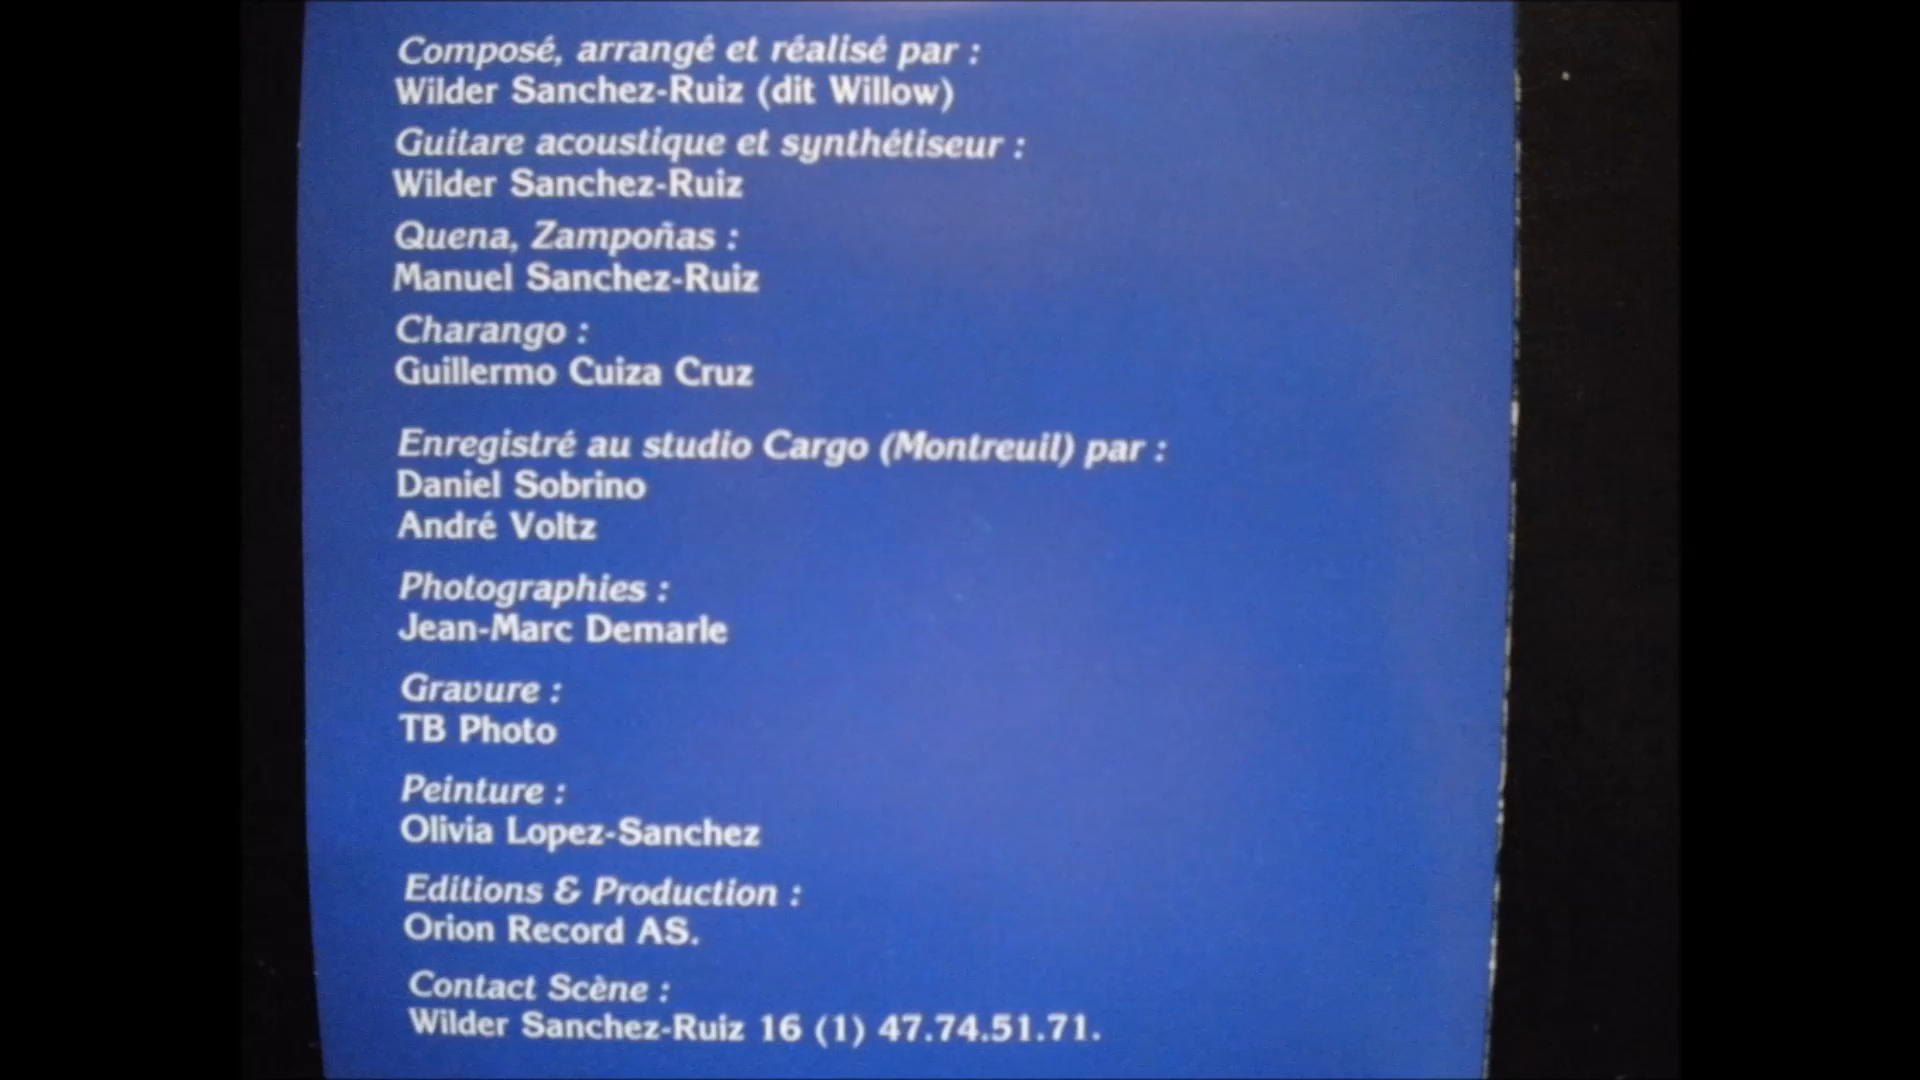 Composé, arrangé et réalisé par :
Wilder Sanchez-Ruiz (dit Willow)
Guitare acoustique et synthétiseur :
Wilder Sanchez-Ruiz
Quena, Zampoñas :
Manuel Sanchez-Ruiz
Charango :
Guillermo Cuiza Cruz
Enregistré au studio Cargo (Montreuil) par :
Daniel Sobrino
André Voltz
Photographies :
Jean-Marc Demarle
Gravure :
TB Photo
Peinture :
Olivia Lopez-Sanchez
Editions & Production :
Orion Record AS.
Contact Scène :
Wilder Sanchez-Ruiz 16 (1) 47.74.51.71.